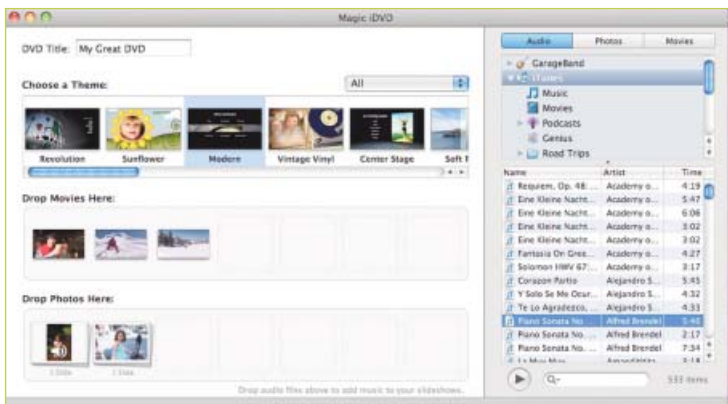 Magic iDVD
DVD Title: My Great DVD
Choose a Theme:
All
Revolution
Sunflower
Modern
Vintage Vinyl
Center Stage
Soft
Drop Movies Here:
Drop Photos Here:
1 Slide
1 Slide
Drop audio files above to add music to your slideshows.
Audio Photos Movies
GarageBand
iTunes
Music
Movies
Podcasts
Genius
Road Trips
Name Artist Time
Requiem, Op. 48: ... Academy o... 4:19
Eine Kleine Nacht... Academy o... 5:47
Eine Kleine Nacht... Academy o... 6:06
Eine Kleine Nacht... Academy o... 3:02
Eine Kleine Nacht... Academy o... 3:02
Fantasia On Gree... Academy o... 4:27
Solomon HWV 67:... Academy o... 3:17
Corazon Partio Alejandro S... 5:45
Y Solo Se Me Ocur... Alejandro S... 4:32
Te Lo Agradezco, ... Alejandro S... 4:33
Piano Sonata No. ... Alfred Brendel 5:40
Piano Sonata No. ... Alfred Brendel 2:17
Piano Sonata No. ... Alfred Brendel 7:34
533 items